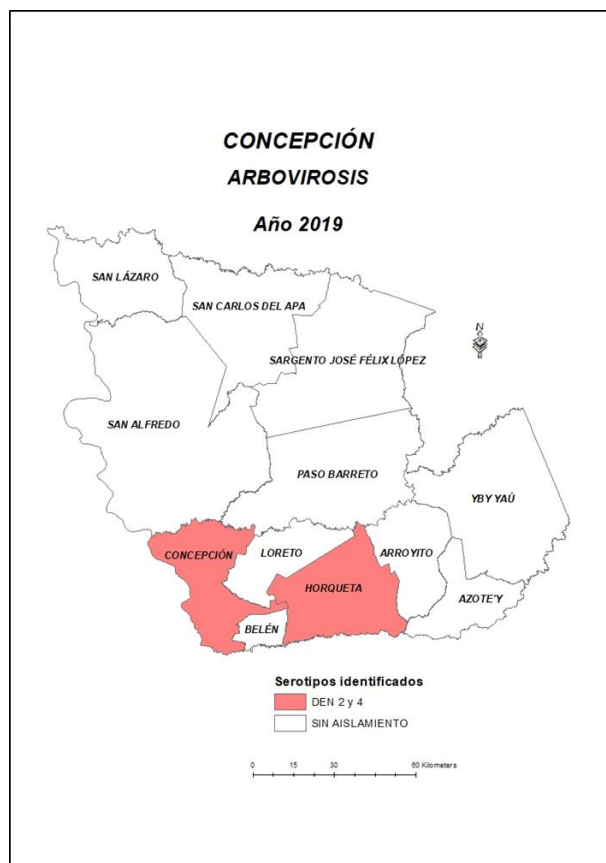 CONCEPCIÓN
ARBOVIROSIS
Año 2019
SAN LÁZARO
SAN CARLOS DEL APA
N
SARGENTO JOSÉ FÉLIX LÓPEZ
SAN ALFREDO
PASO BARRETO
YBY YAÚ
CONCEPCIÓN
LORETO
ARROYITO
HORQUETA
AZOTE'Y
BELÉN
Serotipos identificados
DEN 2 y 4
SIN AISLAMIENTO
0 15 30 60 Kilometers